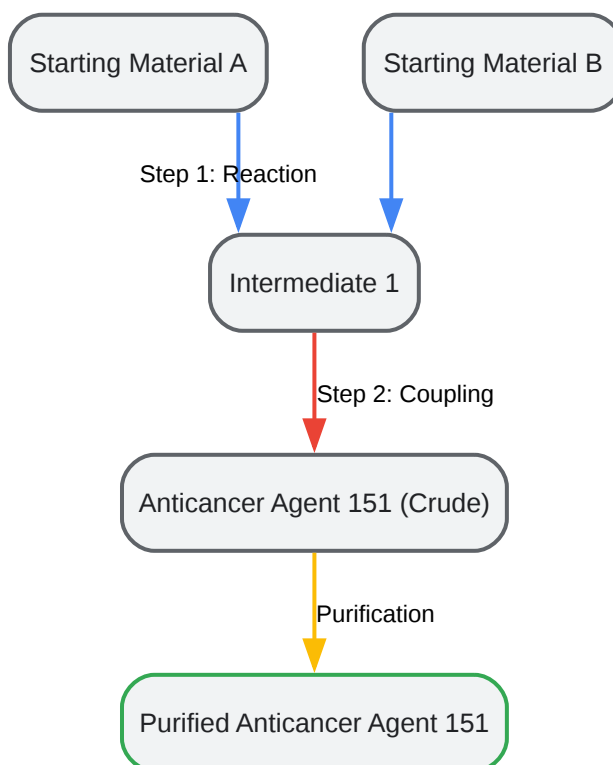 Starting Material A
Starting Material B
Step 1: Reaction
Intermediate 1
Step 2: Coupling
Anticancer Agent 151 (Crude)
Purification
Purified Anticancer Agent 151